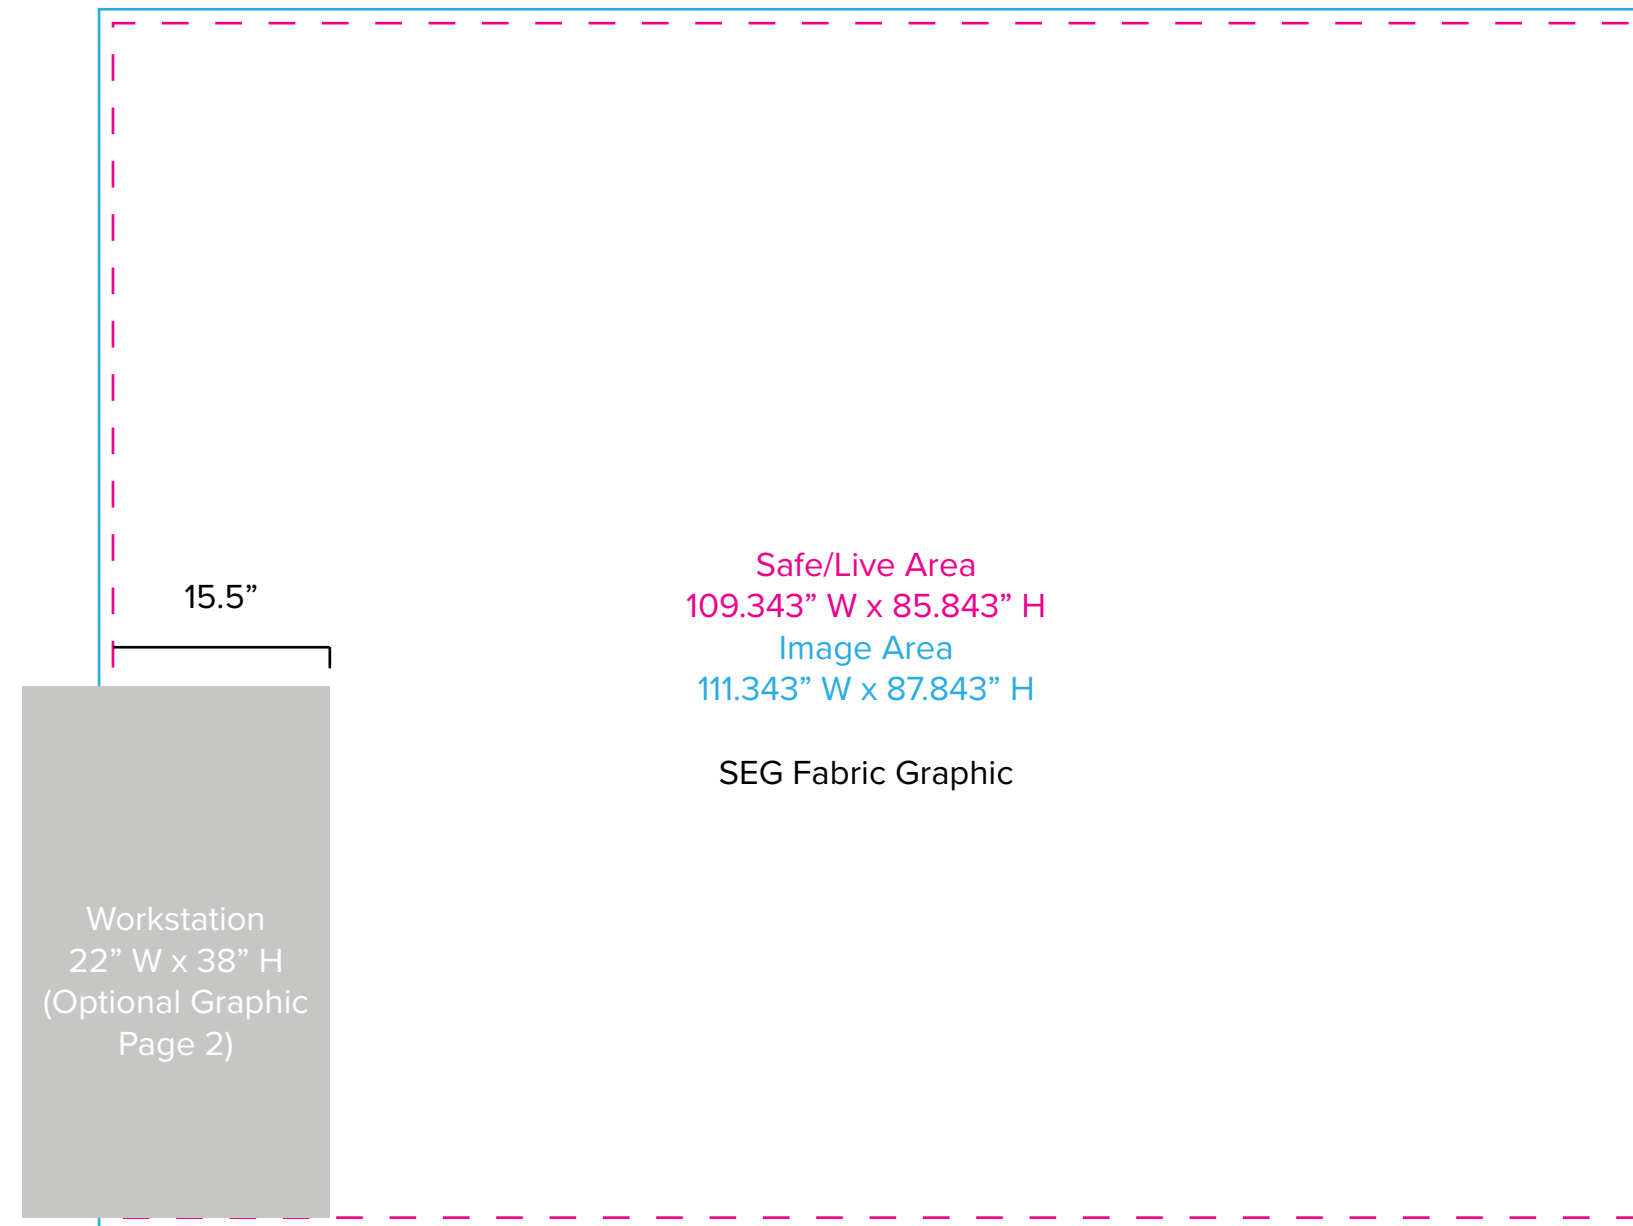 15.5”
Safe/Live Area
109.343” W x 85.843” H
Image Area
111.343” W x 87.843” H
SEG Fabric Graphic
Workstation
22” W x 38” H
(Optional Graphic
Page 2)